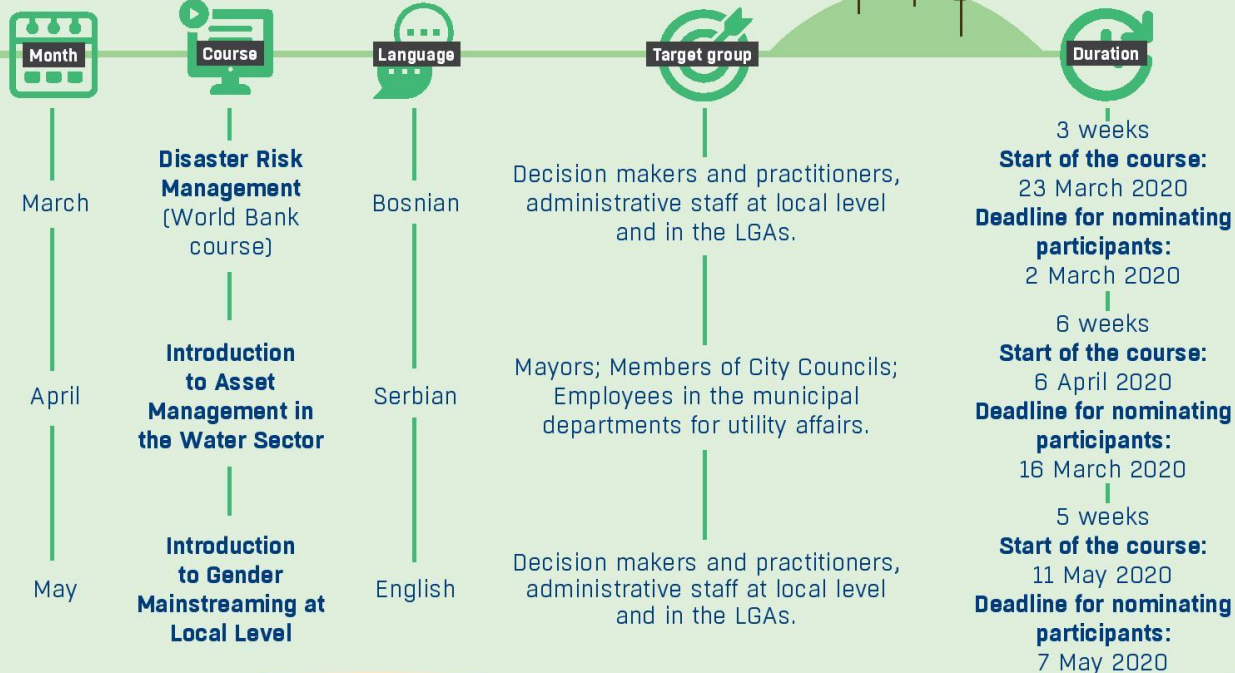 Month
Course
Language
Target group
Duration
March
Disaster Risk
Management
(World Bank
course)
Bosnian
Decision makers and practitioners,
administrative staff at local level
and in the LGAs.
3 weeks
Start of the course:
23 March 2020
Deadline for nominating
participants:
2 March 2020
April
Introduction
to Asset
Management in
the Water Sector
Serbian
Mayors; Members of City Councils;
Employees in the municipal
departments for utility affairs.
6 weeks
Start of the course:
6 April 2020
Deadline for nominating
participants:
16 March 2020
May
Introduction
to Gender
Mainstreaming at
Local Level
English
Decision makers and practitioners,
administrative staff at local level
and in the LGAs.
5 weeks
Start of the course:
11 May 2020
Deadline for nominating
participants:
7 May 2020